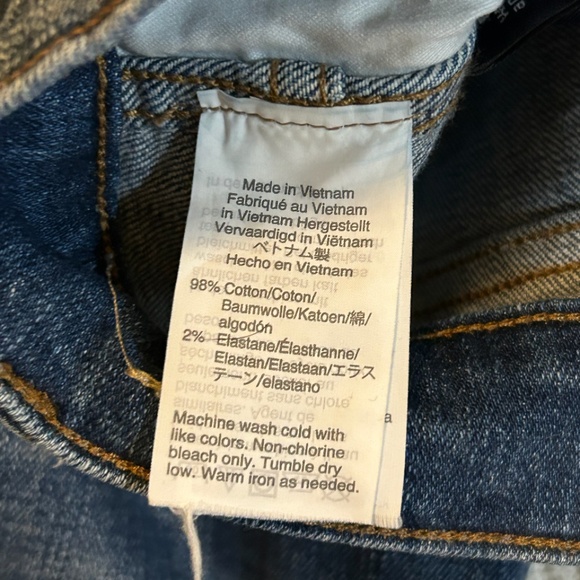 Made in Vietnam
Fabriqué au Vietnam
in Vietnam Hergestellt
Vervaardigd in Viëtnam
ベトナム製
Hecho en Vietnam
98% Cotton/Coton/
Baumwolle/Katoen/綿/
algodón
2% Elastane/Élasthanne/
Elastan/Elastaan/エラス
テーン/elastano
Machine wash cold with
like colors. Non-chlorine
bleach only. Tumble dry
low. Warm iron as needed.
a